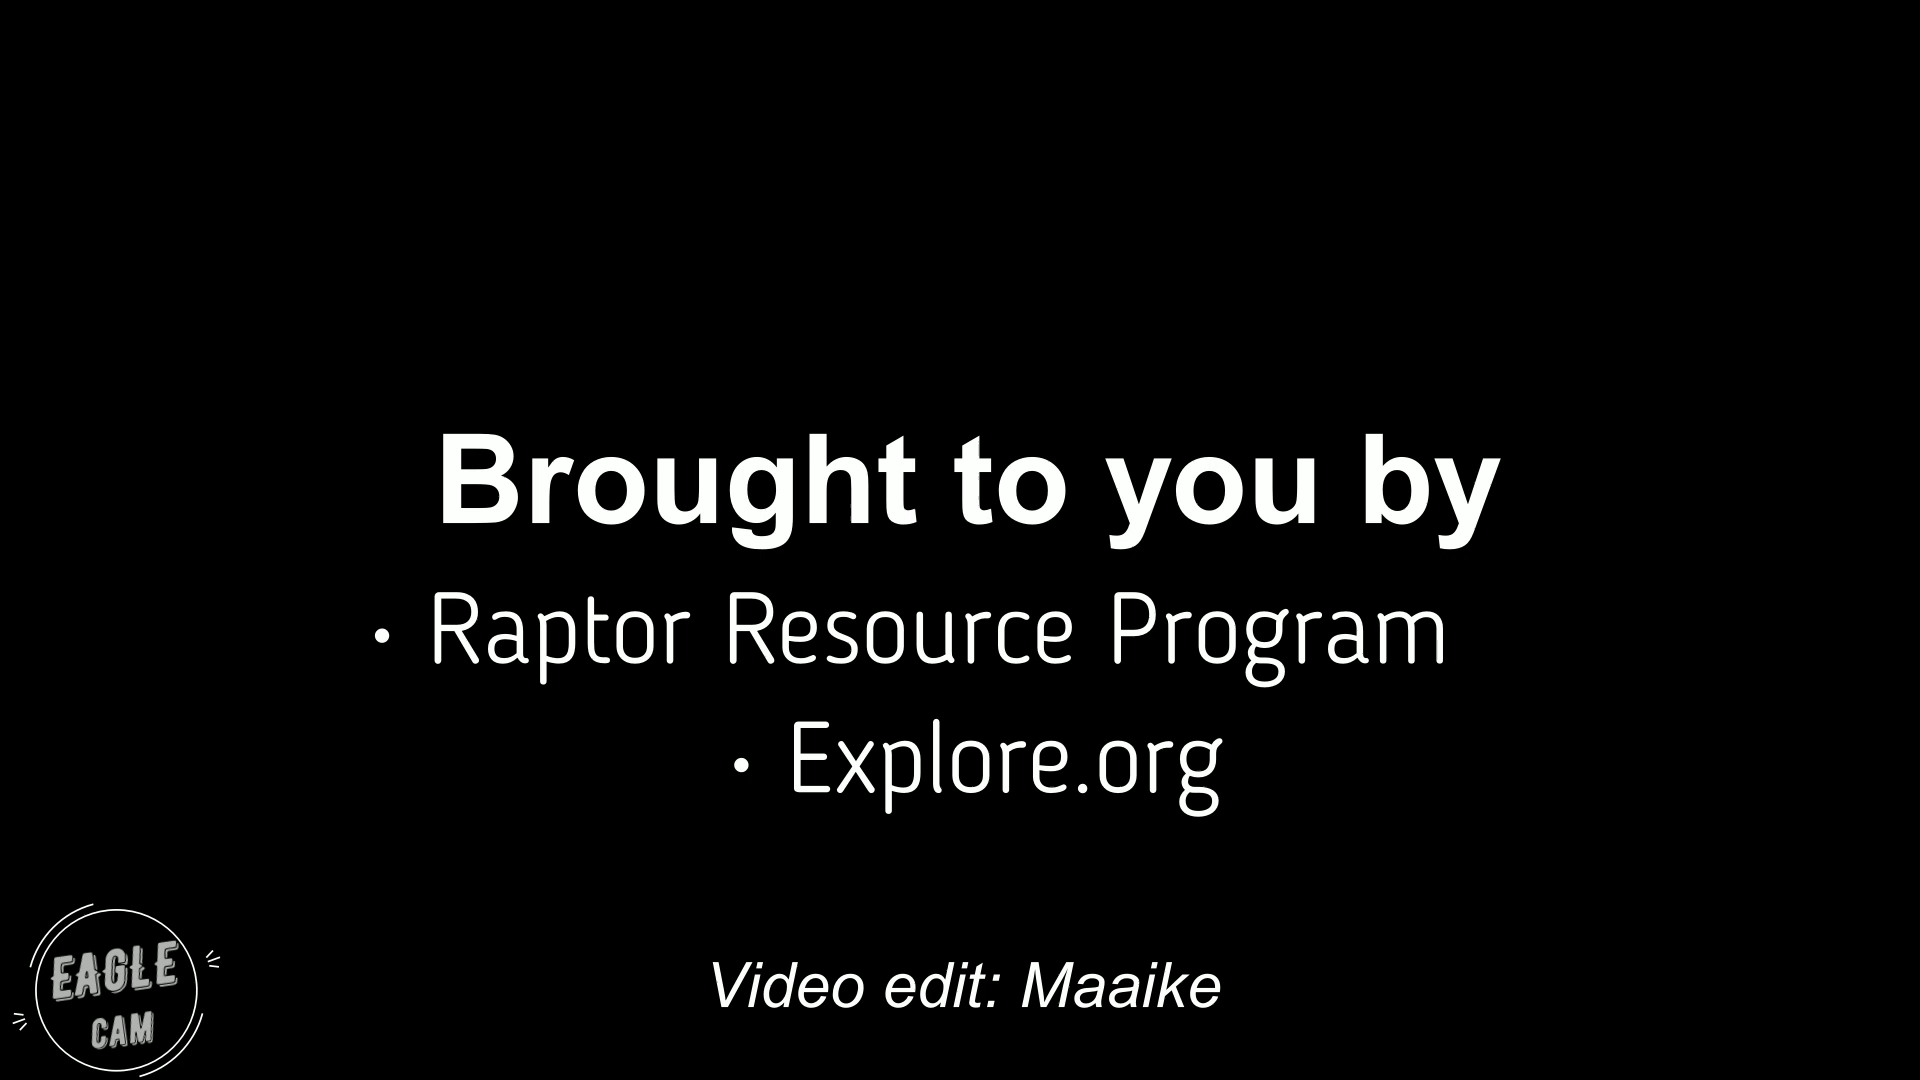 Brought to you by
• Raptor Resource Program
• Explore.org
Video edit: Maaike
EAGLE
CAM